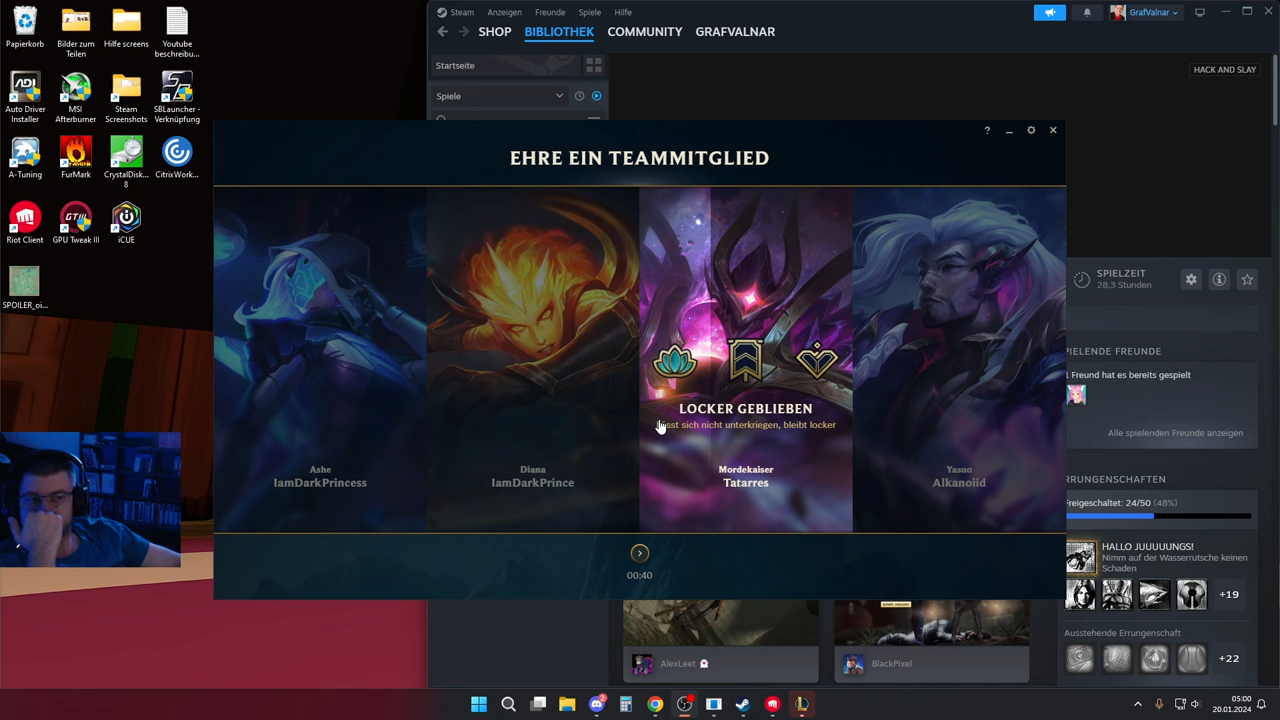 Papierkorb
Bilder zum Teilen
Hilfe screens
Youtube beschreibu...
Auto Driver Installer
MSI Afterburner
Steam Screenshots
SBLauncher - Verknüpfung
A-Tuning
FurMark
CrystalDisk... 8
CitrixWork...
Riot Client
GPU Tweak III
iCUE
SPOILER_oi...
Steam Anzeigen Freunde Spiele Hilfe
GrafValnar
SHOP BIBLIOTHEK COMMUNITY GRAFVALNAR
Startseite
HACK AND SLAY
Spiele
EHRE EIN TEAMMITGLIED
LOCKER GEBLIEBEN
sst sich nicht unterkriegen, bleibt locker
Ashe
IamDarkPrincess
Diana
IamDarkPrince
Mordekaiser
Tatarres
Yasuo
Alkanoiid
00:40
SPIELZEIT
28,3 Stunden
PIELENDE FREUNDE
1 Freund hat es bereits gespielt
Alle spielenden Freunde anzeigen
RRUNGENSCHAFTEN
Freigeschaltet: 24/50 (48%)
HALLO JUUUUUNGS!
Nimm auf der Wasserrutsche keinen
Schaden
+19
Ausstehende Errungenschaft
+22
AlexLeet
BlackPixel
05:00
20.01.2024